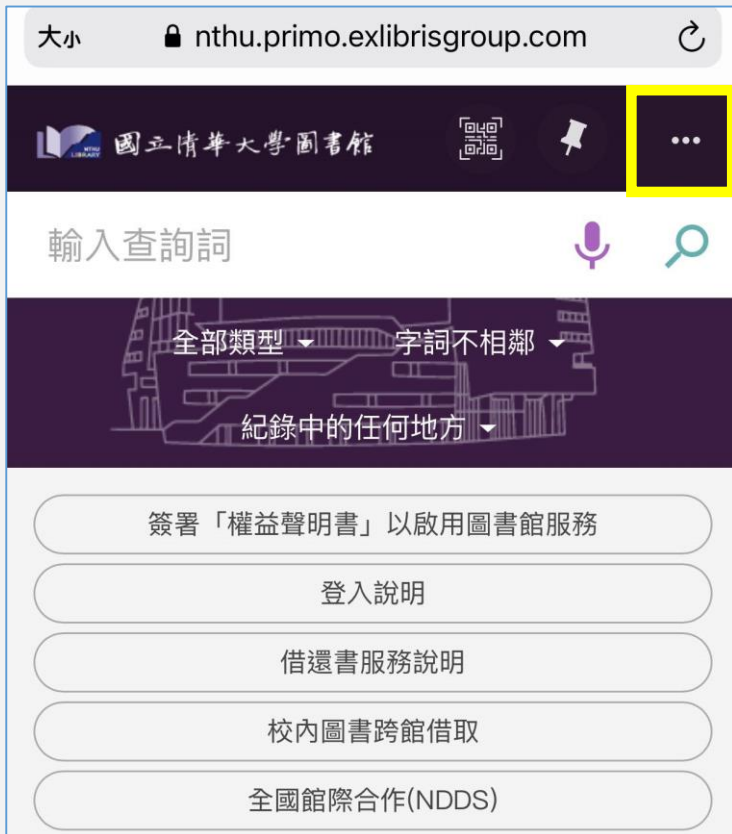 大小 nthu.primo.exlibrisgroup.com
NTHU LIBRARY 國立清華大學圖書館
輸入查詢詞
全部類型 字詞不相鄰
紀錄中的任何地方
簽署「權益聲明書」以啟用圖書館服務
登入說明
借還書服務說明
校內圖書跨館借取
全國館際合作(NDDS)